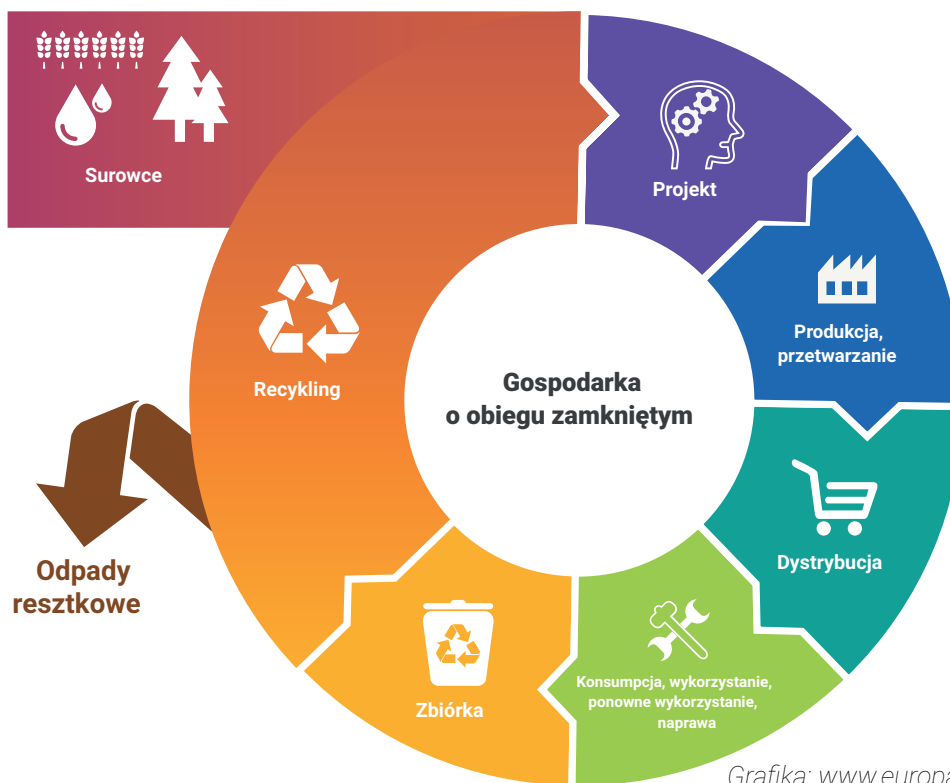 Surowce
Projekt
Produkcja,
przetwarzanie
Dystrybucja
Konsumpcja, wykorzystanie,
ponowne wykorzystanie,
naprawa
Zbiórka
Recykling
Odpady
resztkowe
Gospodarka
o obiegu zamkniętym
Grafika: www.europa